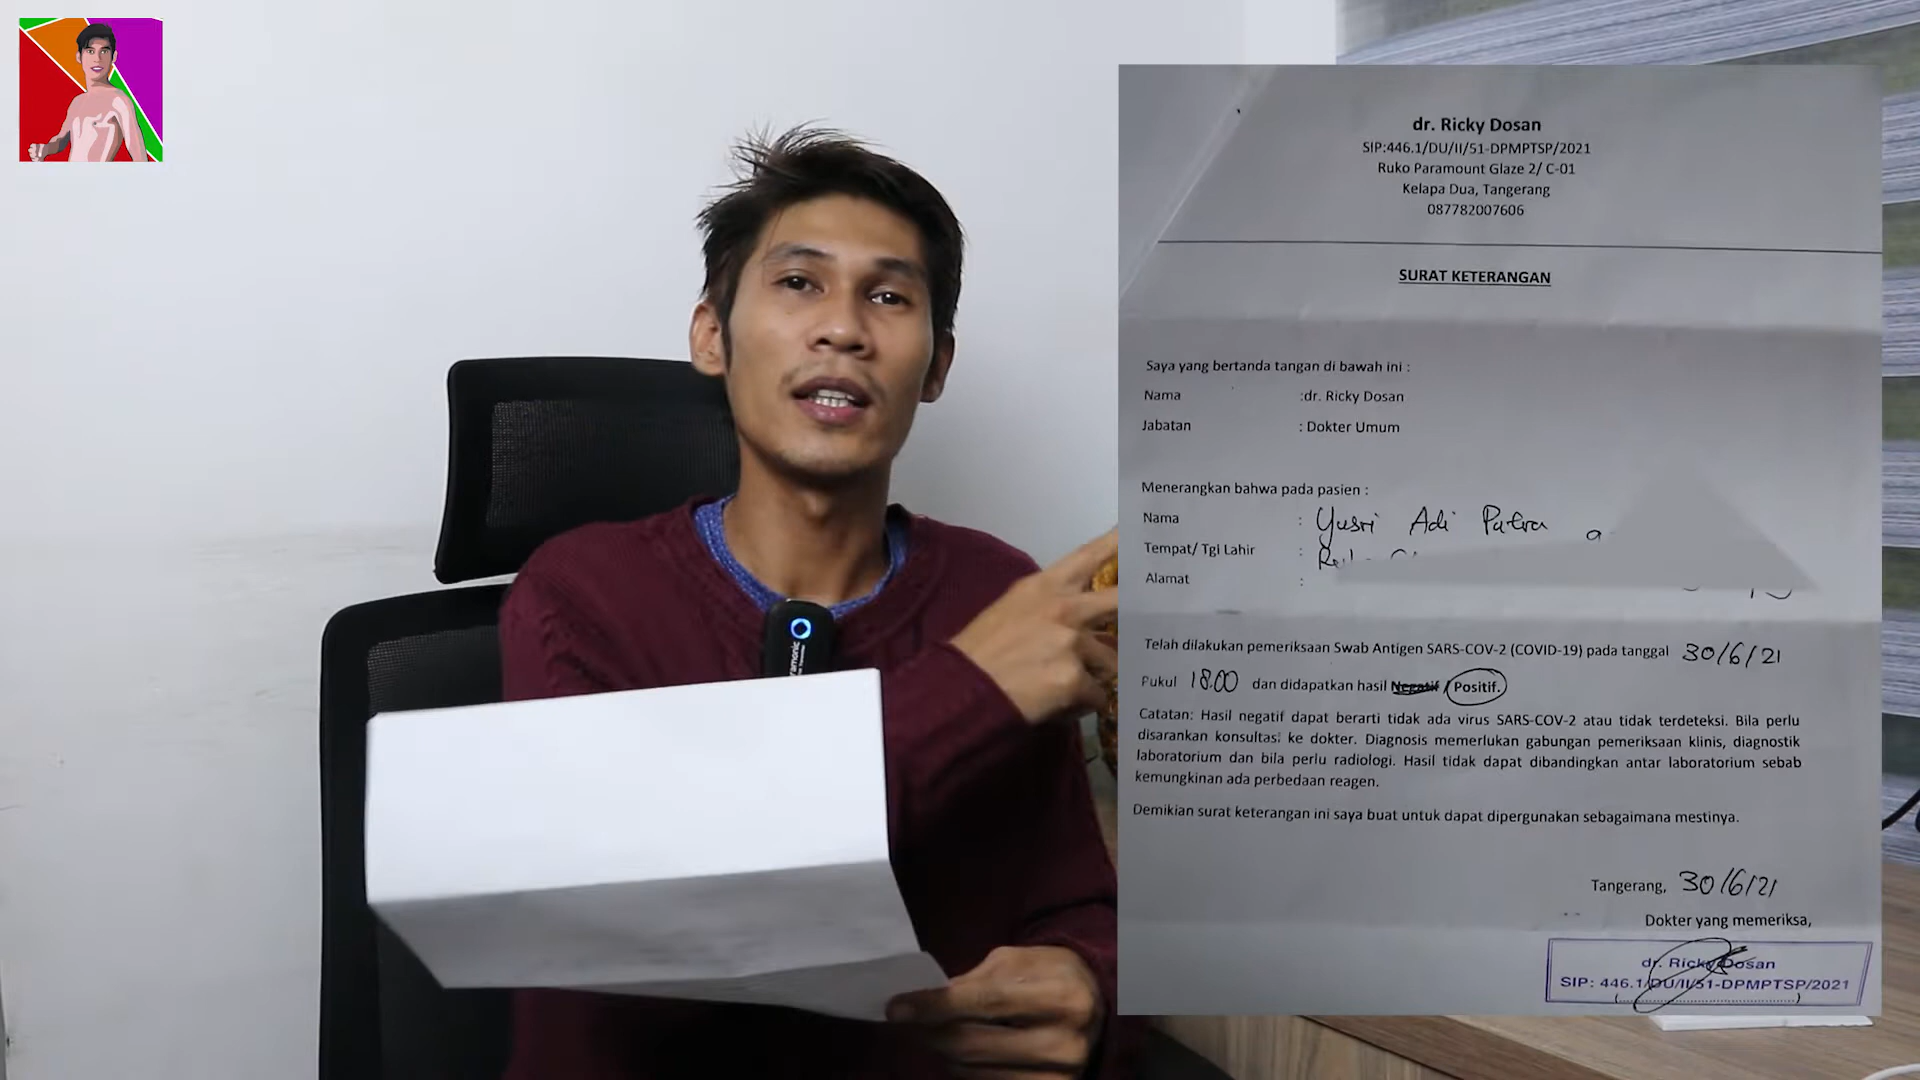 dr. Ricky Dosan
SIP:446.1/DU/II/51-DPMPTSP/2021
Ruko Paramount Glaze 2/ C-01
Kelapa Dua, Tangerang
087782007606
SURAT KETERANGAN
Saya yang bertanda tangan di bawah ini :
Nama :dr. Ricky Dosan
Jabatan : Dokter Umum
Menerangkan bahwa pada pasien :
Nama : Yusri Adi Putra
Tempat/ Tgl Lahir :
Alamat :
Telah dilakukan pemeriksaan Swab Antigen SARS-COV-2 (COVID-19) pada tanggal 30/6/21
Pukul 18.00 dan didapatkan hasil Negatif / Positif.
Catatan: Hasil negatif dapat berarti tidak ada virus SARS-COV-2 atau tidak terdeteksi. Bila perlu
disarankan konsultasi ke dokter. Diagnosis memerlukan gabungan pemeriksaan klinis, diagnostik
laboratorium dan bila perlu radiologi. Hasil tidak dapat dibandingkan antar laboratorium sebab
kemungkinan ada perbedaan reagen.
Demikian surat keterangan ini saya buat untuk dapat dipergunakan sebagaimana mestinya.
Tangerang, 30/6/21
Dokter yang memeriksa,
dr. Ricky Dosan
SIP: 446.1/DU/II/51-DPMPTSP/2021